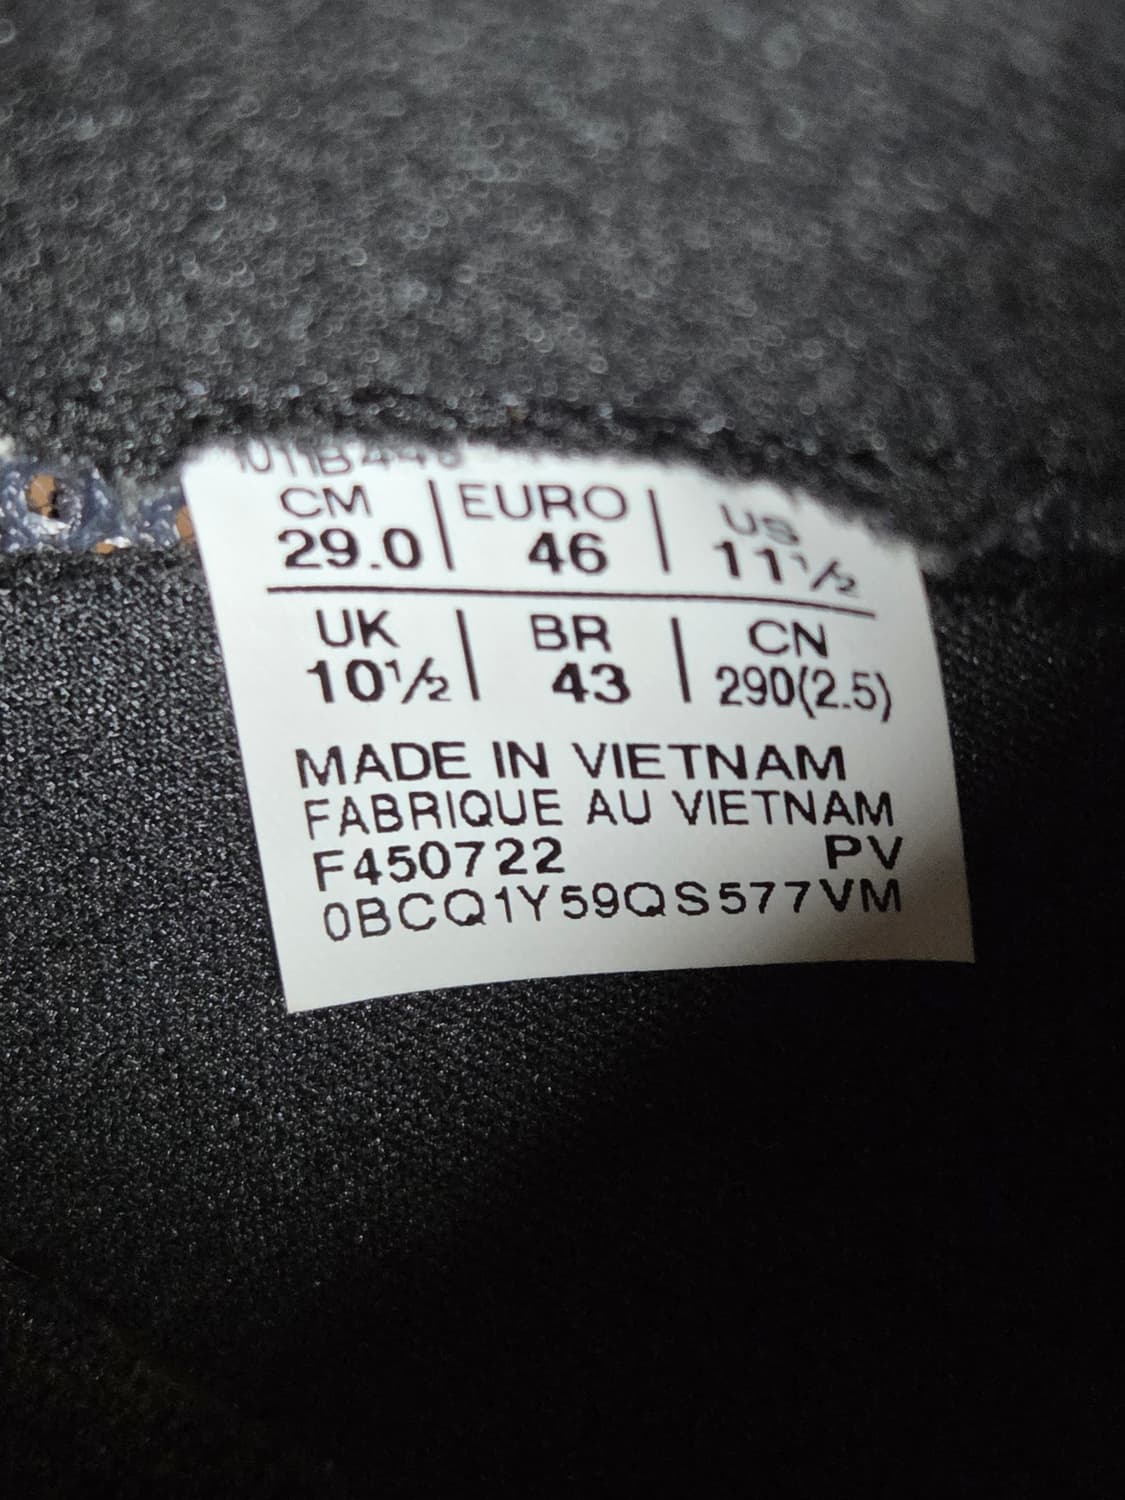 CM | EURO | US
29.0 | 46 | 11½
UK | BR | CN
10½ | 43 | 290(2.5)
MADE IN VIETNAM
FABRIQUE AU VIETNAM
F450722 PV
0BCQ1Y59QS577VM